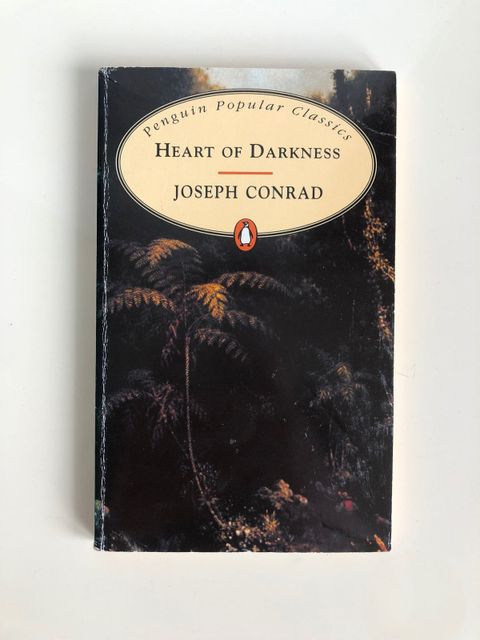 Penguin Popular Classics
HEART OF DARKNESS
JOSEPH CONRAD